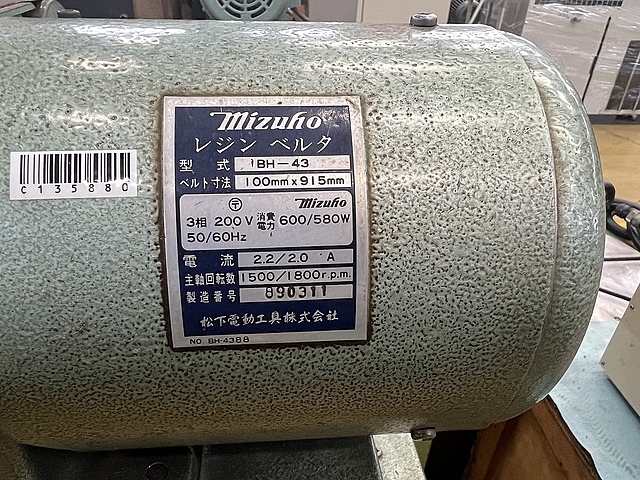 Mizuho
レジン ベルタ
型 式 BH-43
ベルト寸法 100mm×915mm
〒 Mizuho
3相 200V 消費電力 600/580W
50/60Hz
電 流 2.2/2.0 A
主軸回転数 1500/1800r.p.m.
製造番号 890311
松下電動工具株式会社
NO BH-43BB
C135880